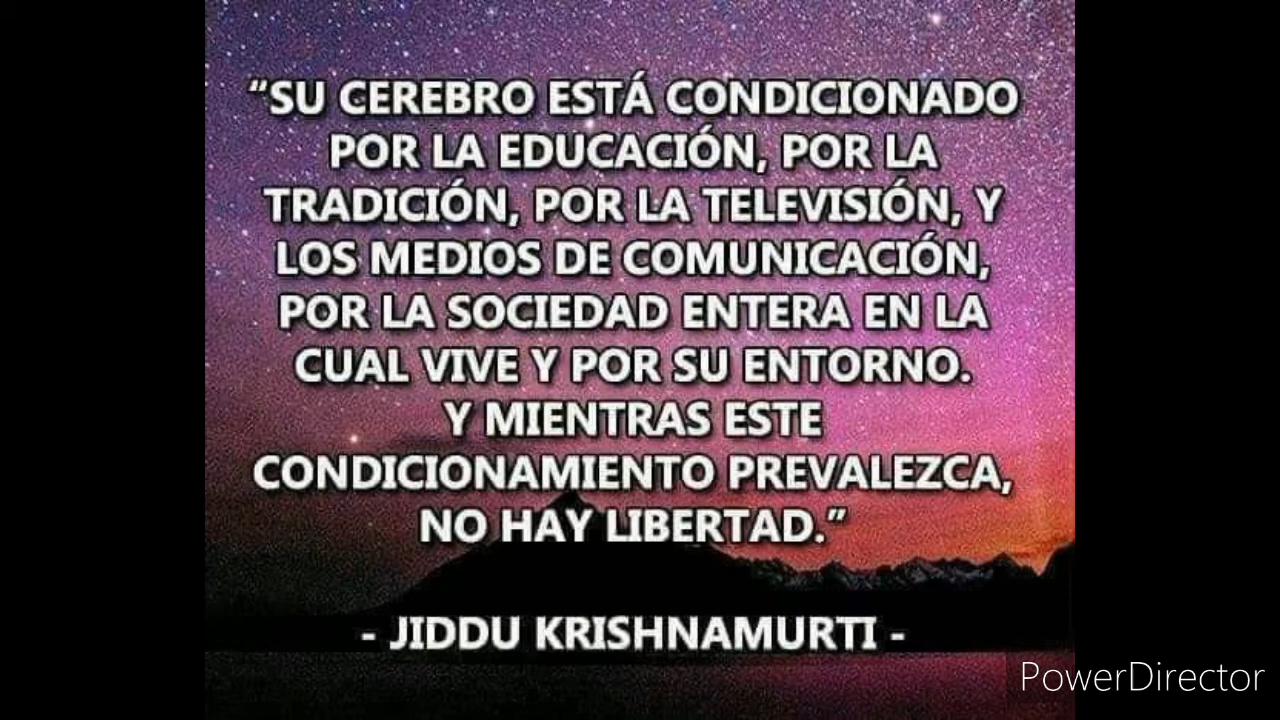 “SU CEREBRO ESTÁ CONDICIONADO
POR LA EDUCACIÓN, POR LA
TRADICIÓN, POR LA TELEVISIÓN, Y
LOS MEDIOS DE COMUNICACIÓN,
POR LA SOCIEDAD ENTERA EN LA
CUAL VIVE Y POR SU ENTORNO.
Y MIENTRAS ESTE
CONDICIONAMIENTO PREVALEZCA,
NO HAY LIBERTAD.”
- JIDDU KRISHNAMURTI -
PowerDirector